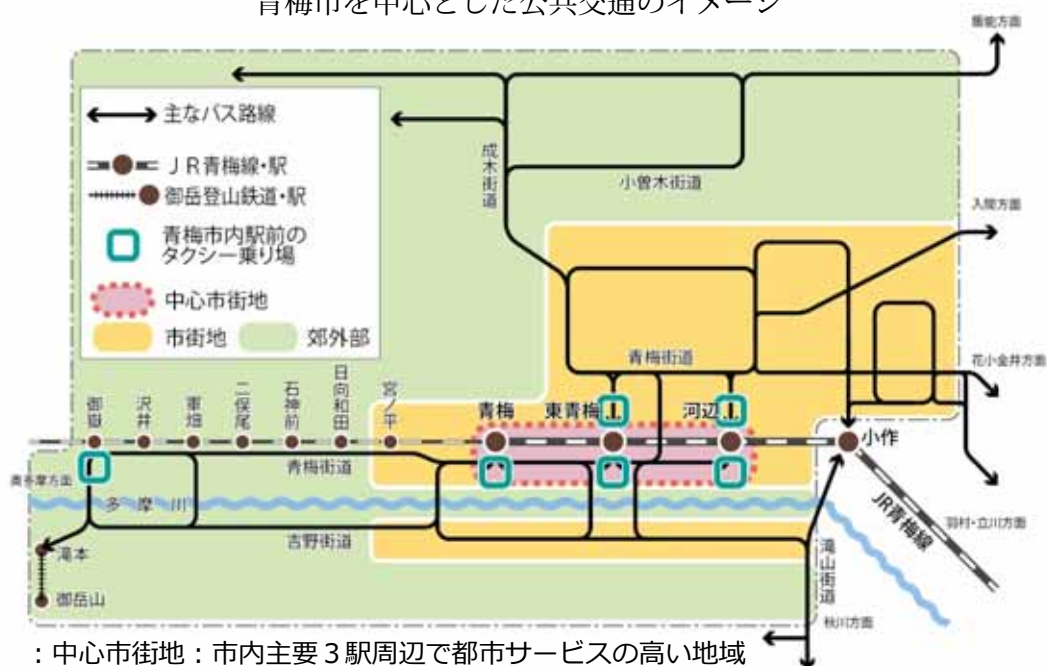 青梅市を中心とした公共交通のイメージ
飯能方面
主なバス路線
JR青梅線・駅
御岳登山鉄道・駅
青梅市内駅前の
タクシー乗り場
中心市街地
市街地
郊外部
成木街道
小曽木街道
入間方面
青梅街道
花小金井方面
御嶽
沢井
軍畑
二俣尾
石神前
日向和田
宮ノ平
青梅
東青梅
河辺
小作
青梅街道
奥多摩方面
多摩川
吉野街道
JR青梅線
羽村・立川方面
滝本
御岳山
滝山街道
秋川方面
:中心市街地:市内主要3駅周辺で都市サービスの高い地域